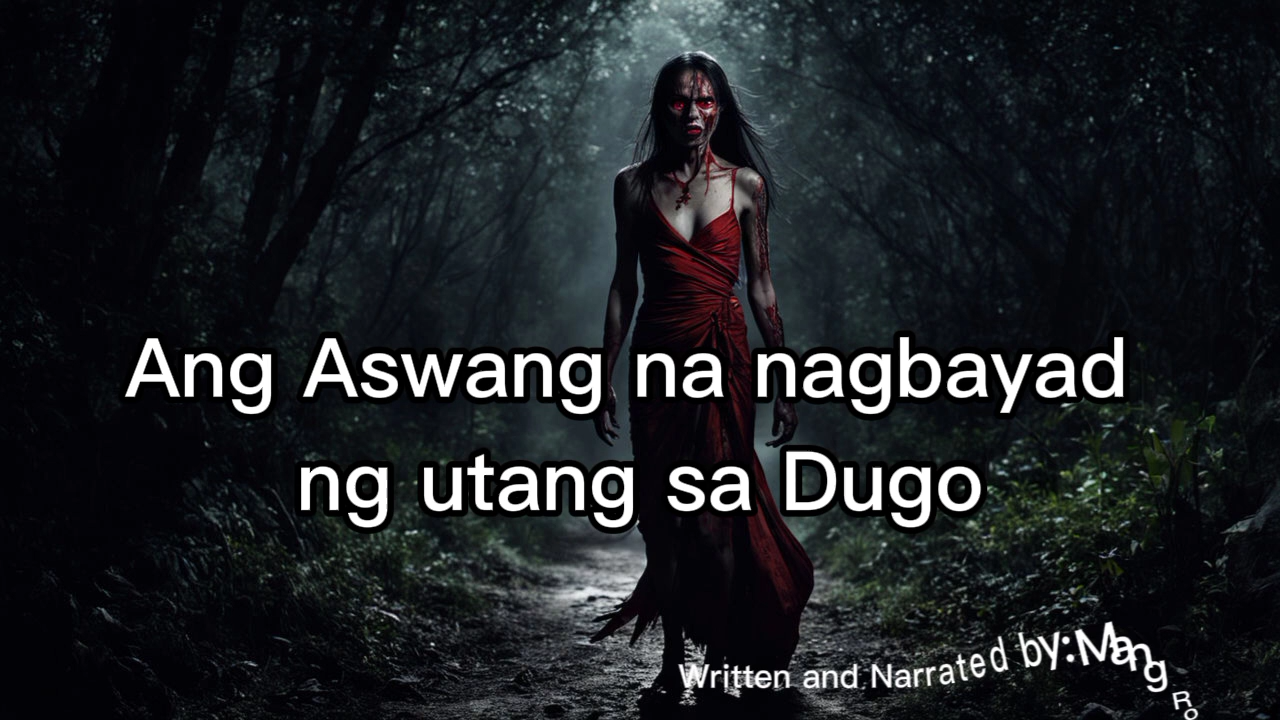 Ang Aswang na nagbayad
ng utang sa Dugo
Written and Narrated by:Mang